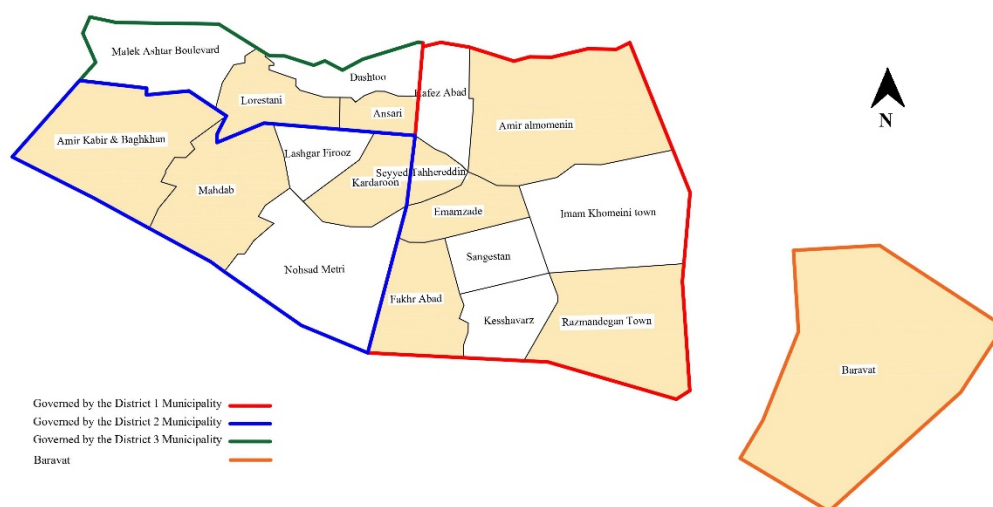 Malek Ashtar Boulevard
Dashtoo
Hafez Abad
Lorestani
Ansari
Amir almomenin
Amir Kabir & Baghkhan
Lashgar Firooz
Seyyed Tahhereddin
Kardaroon
Mahdab
Emamzade
Imam Khomeini town
Sangestan
Nohsad Metri
Fakhr Abad
Kesshavarz
Razmandegan Town
Baravat
N
Governed by the District 1 Municipality
Governed by the District 2 Municipality
Governed by the District 3 Municipality
Baravat